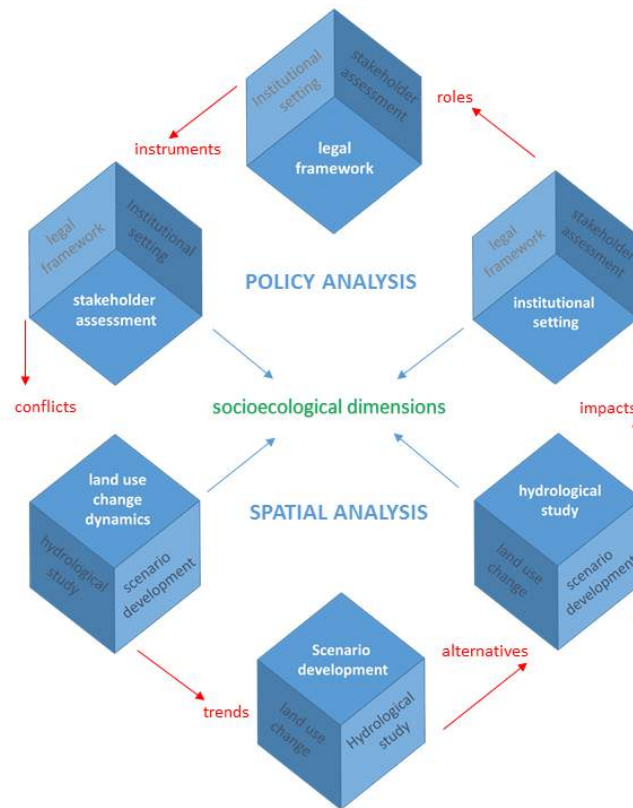 Institutional
setting
stakeholder
assessment
legal
framework
instruments
roles
legal
framework
Institutional
setting
stakeholder
assessment
legal
framework
stakeholder
assessment
institutional
setting
POLICY ANALYSIS
conflicts
socioecological dimensions
impacts
SPATIAL ANALYSIS
land use
change
dynamics
hydrological
study
scenario
development
hydrological
study
land use
change
scenario
development
Scenario
development
land use
change
Hydrological
study
trends
alternatives